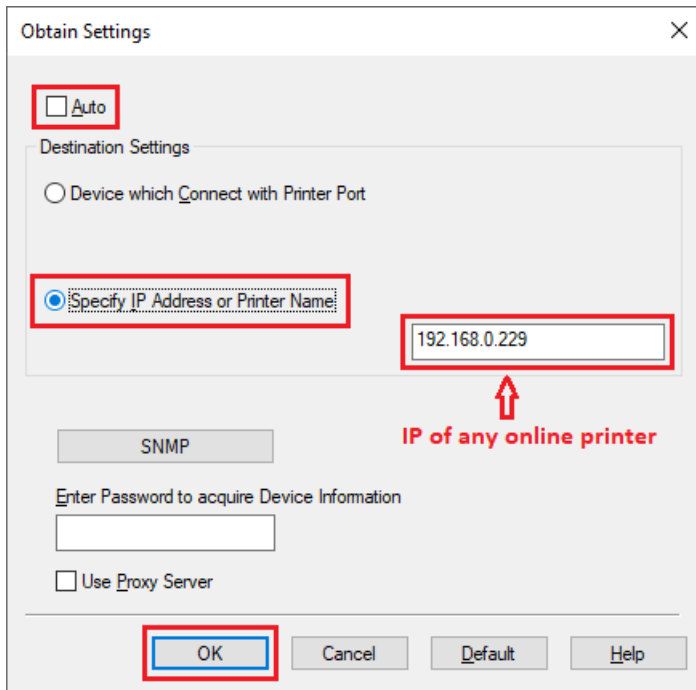 Obtain Settings
Auto
Destination Settings
Device which Connect with Printer Port
Specify IP Address or Printer Name
192.168.0.229
IP of any online printer
SNMP
Enter Password to acquire Device Information
Use Proxy Server
OK Cancel Default Help